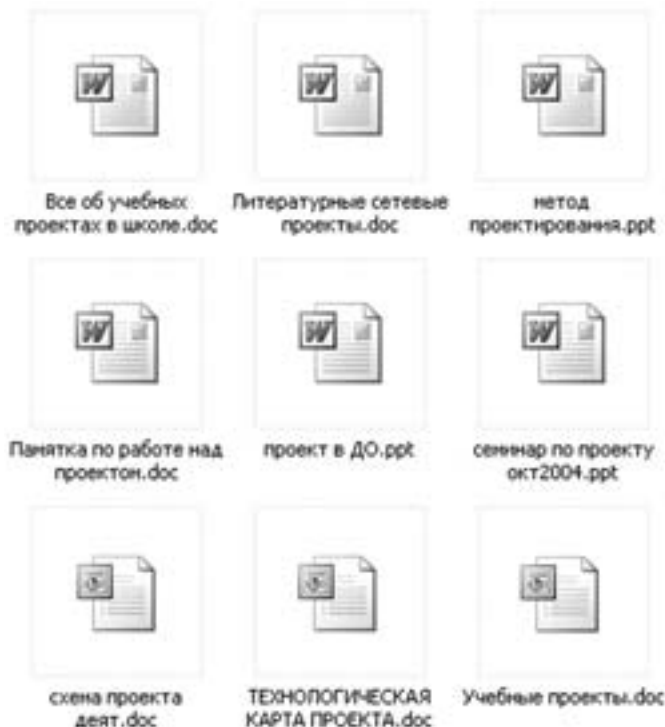 Все об учебных
проектах в школе.doc
Литературные сетевые
проекты.doc
метод
проектирования.ppt
Памятка по работе над
проектом.doc
проект в ДО.ppt
семинар по проекту
окт2004.ppt
схема проекта
деят.doc
ТЕХНОЛОГИЧЕСКАЯ
КАРТА ПРОЕКТА.doc
Учебные проекты.doc